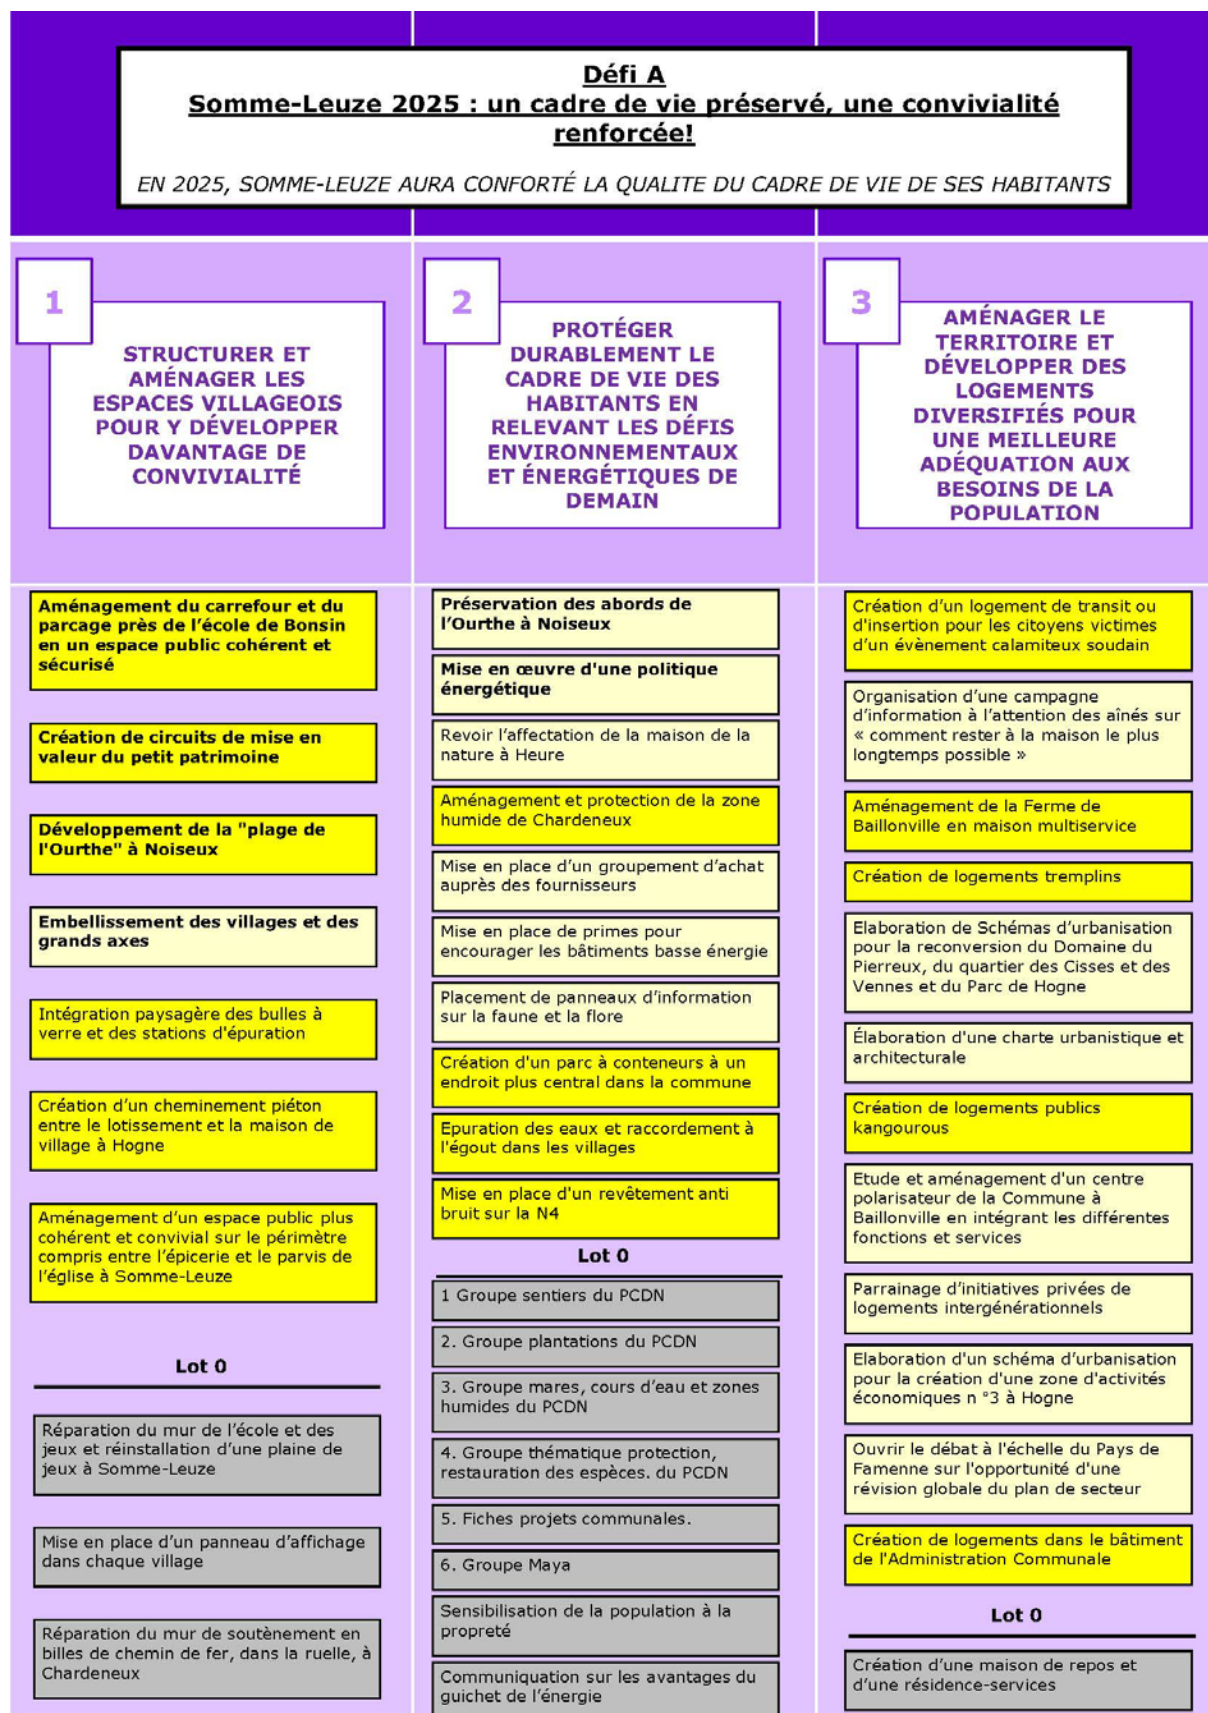 Défi A
Somme-Leuze 2025 : un cadre de vie préservé, une convivialité
renforcée!
EN 2025, SOMME-LEUZE AURA CONFORTÉ LA QUALITE DU CADRE DE VIE DE SES HABITANTS
1
STRUCTURER ET
AMÉNAGER LES
ESPACES VILLAGEOIS
POUR Y DÉVELOPPER
DAVANTAGE DE
CONVIVIALITÉ
Aménagement du carrefour et du
parcage près de l’école de Bonsin
en un espace public cohérent et
sécurisé
Création de circuits de mise en
valeur du petit patrimoine
Développement de la "plage de
l'Ourthe" à Noiseux
Embellissement des villages et des
grands axes
Intégration paysagère des bulles à
verre et des stations d'épuration
Création d’un cheminement piéton
entre le lotissement et la maison de
village à Hogne
Aménagement d’un espace public plus
cohérent et convivial sur le périmètre
compris entre l’épicerie et le parvis de
l’église à Somme-Leuze
Lot 0
Réparation du mur de l’école et des
jeux et réinstallation d’une plaine de
jeux à Somme-Leuze
Mise en place d’un panneau d’affichage
dans chaque village
Réparation du mur de soutènement en
billes de chemin de fer, dans la ruelle, à
Chardeneux
2
PROTÉGER
DURABLEMENT LE
CADRE DE VIE DES
HABITANTS EN
RELEVANT LES DÉFIS
ENVIRONNEMENTAUX
ET ÉNERGÉTIQUES DE
DEMAIN
Préservation des abords de
l’Ourthe à Noiseux
Mise en œuvre d'une politique
énergétique
Revoir l’affectation de la maison de la
nature à Heure
Aménagement et protection de la zone
humide de Chardeneux
Mise en place d’un groupement d’achat
auprès des fournisseurs
Mise en place de primes pour
encourager les bâtiments basse énergie
Placement de panneaux d’information
sur la faune et la flore
Création d'un parc à conteneurs à un
endroit plus central dans la commune
Epuration des eaux et raccordement à
l'égout dans les villages
Mise en place d'un revêtement anti
bruit sur la N4
Lot 0
1 Groupe sentiers du PCDN
2. Groupe plantations du PCDN
3. Groupe mares, cours d’eau et zones
humides du PCDN
4. Groupe thématique protection,
restauration des espèces. du PCDN
5. Fiches projets communales.
6. Groupe Maya
Sensibilisation de la population à la
propreté
Communiquation sur les avantages du
guichet de l’énergie
3
AMÉNAGER LE
TERRITOIRE ET
DÉVELOPPER DES
LOGEMENTS
DIVERSIFIÉS POUR
UNE MEILLEURE
ADÉQUATION AUX
BESOINS DE LA
POPULATION
Création d’un logement de transit ou
d'insertion pour les citoyens victimes
d’un évènement calamiteux soudain
Organisation d’une campagne
d’information à l’attention des aînés sur
« comment rester à la maison le plus
longtemps possible »
Aménagement de la Ferme de
Baillonville en maison multiservice
Création de logements tremplins
Elaboration de Schémas d’urbanisation
pour la reconversion du Domaine du
Pierreux, du quartier des Cisses et des
Vennes et du Parc de Hogne
Élaboration d'une charte urbanistique et
architecturale
Création de logements publics
kangourous
Etude et aménagement d'un centre
polarisateur de la Commune à
Baillonville en intégrant les différentes
fonctions et services
Parrainage d’initiatives privées de
logements intergénérationnels
Elaboration d'un schéma d’urbanisation
pour la création d'une zone d'activités
économiques n °3 à Hogne
Ouvrir le débat à l'échelle du Pays de
Famenne sur l'opportunité d'une
révision globale du plan de secteur
Création de logements dans le bâtiment
de l'Administration Communale
Lot 0
Création d’une maison de repos et
d’une résidence-services